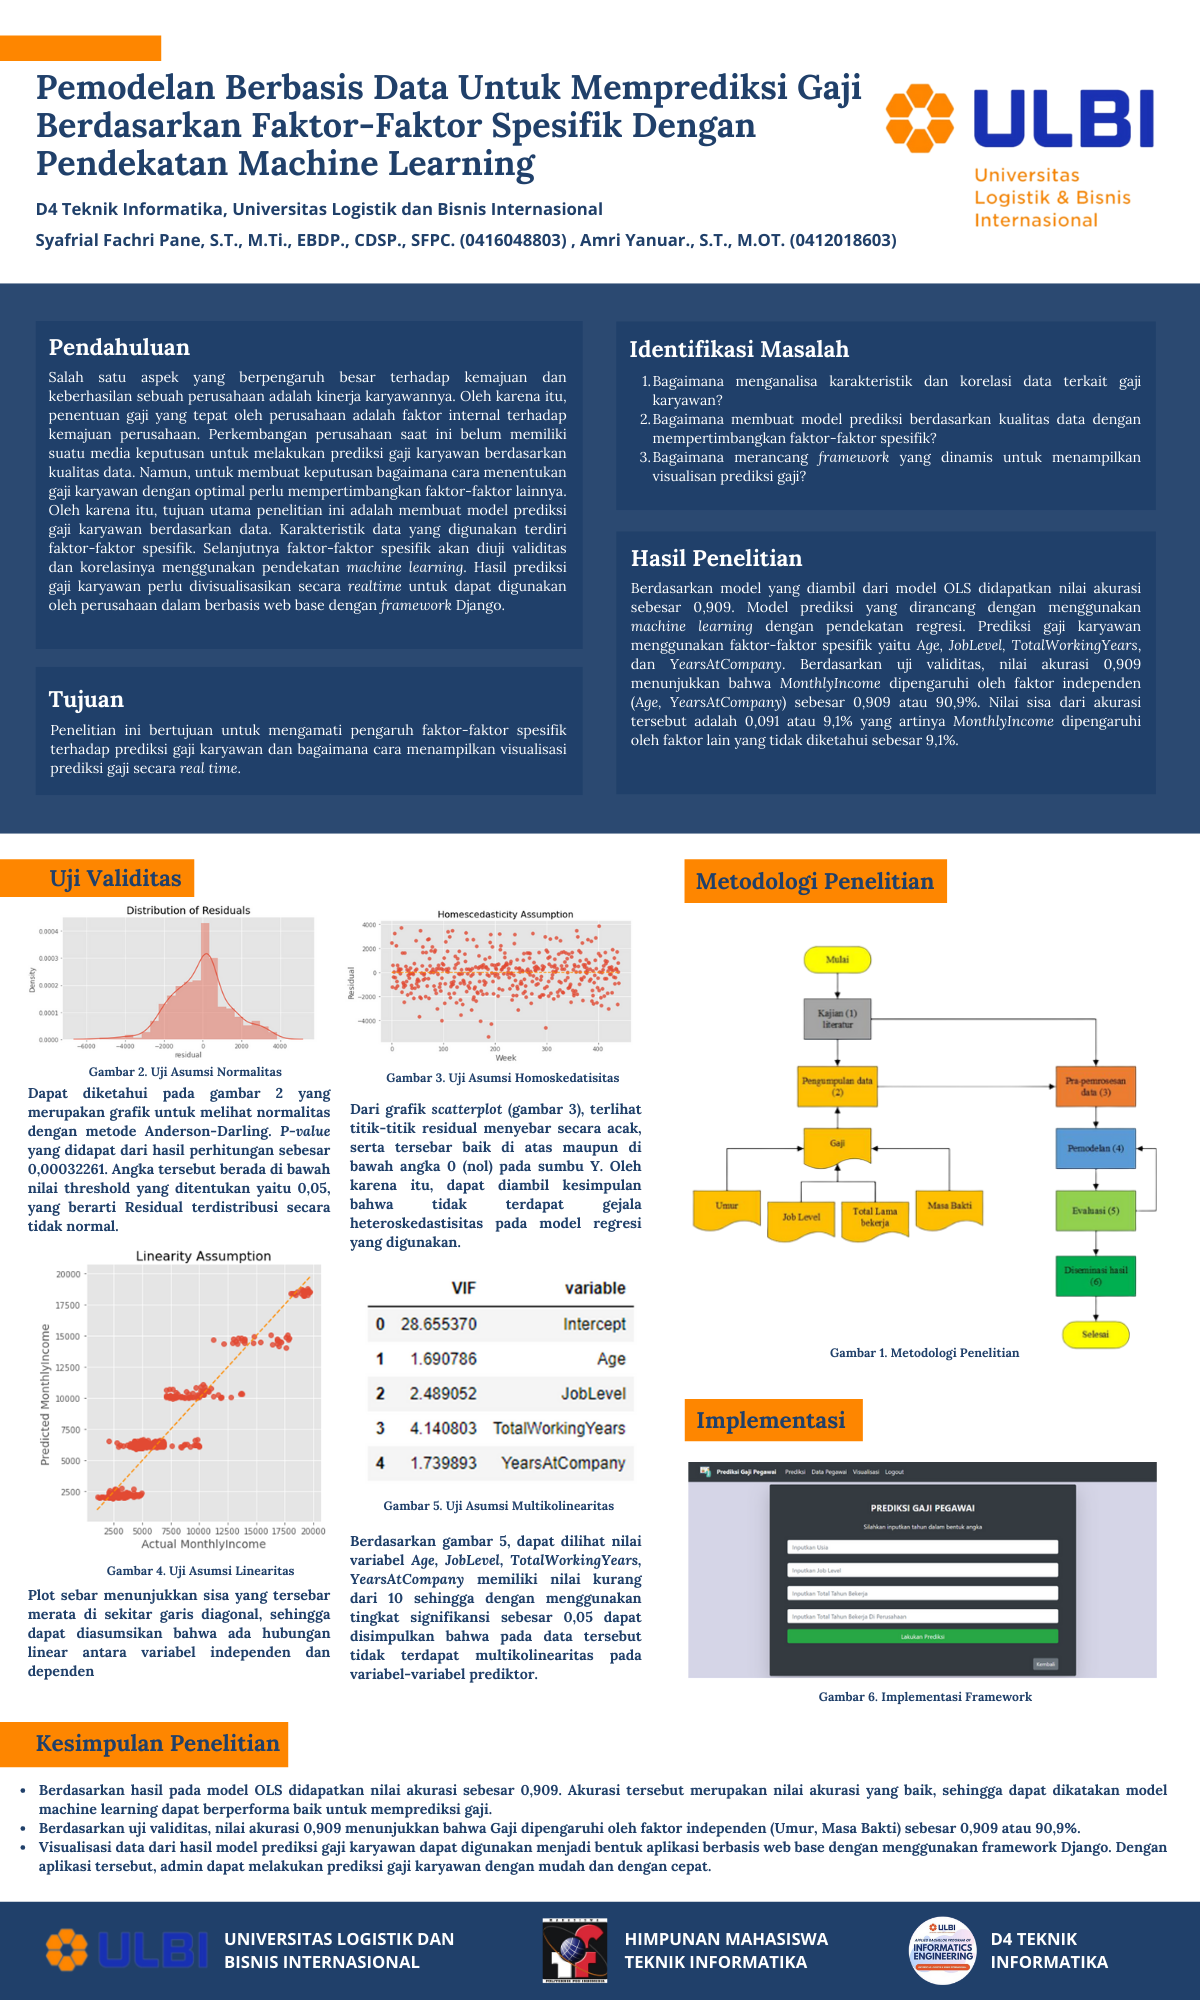 Pemodelan Berbasis Data Untuk Memprediksi Gaji
Berdasarkan Faktor-Faktor Spesifik Dengan
Pendekatan Machine Learning
D4 Teknik Informatika, Universitas Logistik dan Bisnis Internasional
Syafrial Fachri Pane, S.T., M.Ti., EBDP., CDSP., SFPC. (0416048803) , Amri Yanuar., S.T., M.OT. (0412018603)
ULBI
Universitas
Logistik & Bisnis
Internasional
Pendahuluan
Salah satu aspek yang berpengaruh besar terhadap kemajuan dan
keberhasilan sebuah perusahaan adalah kinerja karyawannya. Oleh karena itu,
penentuan gaji yang tepat oleh perusahaan adalah faktor internal terhadap
kemajuan perusahaan. Perkembangan perusahaan saat ini belum memiliki
suatu media keputusan untuk melakukan prediksi gaji karyawan berdasarkan
kualitas data. Namun, untuk membuat keputusan bagaimana cara menentukan
gaji karyawan dengan optimal perlu mempertimbangkan faktor-faktor lainnya.
Oleh karena itu, tujuan utama penelitian ini adalah membuat model prediksi
gaji karyawan berdasarkan data. Karakteristik data yang digunakan terdiri
faktor-faktor spesifik. Selanjutnya faktor-faktor spesifik akan diuji validitas
dan korelasinya menggunakan pendekatan machine learning. Hasil prediksi
gaji karyawan perlu divisualisasikan secara realtime untuk dapat digunakan
oleh perusahaan dalam berbasis web base dengan framework Django.
Tujuan
Penelitian ini bertujuan untuk mengamati pengaruh faktor-faktor spesifik
terhadap prediksi gaji karyawan dan bagaimana cara menampilkan visualisasi
prediksi gaji secara real time.
Identifikasi Masalah
1. Bagaimana menganalisa karakteristik dan korelasi data terkait gaji
karyawan?
2. Bagaimana membuat model prediksi berdasarkan kualitas data dengan
mempertimbangkan faktor-faktor spesifik?
3. Bagaimana merancang framework yang dinamis untuk menampilkan
visualisan prediksi gaji?
Hasil Penelitian
Berdasarkan model yang diambil dari model OLS didapatkan nilai akurasi
sebesar 0,909. Model prediksi yang dirancang dengan menggunakan
machine learning dengan pendekatan regresi. Prediksi gaji karyawan
menggunakan faktor-faktor spesifik yaitu Age, JobLevel, TotalWorkingYears,
dan YearsAtCompany. Berdasarkan uji validitas, nilai akurasi 0,909
menunjukkan bahwa MonthlyIncome dipengaruhi oleh faktor independen
(Age, YearsAtCompany) sebesar 0,909 atau 90,9%. Nilai sisa dari akurasi
tersebut adalah 0,091 atau 9,1% yang artinya MonthlyIncome dipengaruhi
oleh faktor lain yang tidak diketahui sebesar 9,1%.
Uji Validitas
Distribution of Residuals
Density
0.0004
0.0003
0.0002
0.0001
0.0000
−6000 −4000 −2000 0 2000 4000
residual
Gambar 2. Uji Asumsi Normalitas
Dapat diketahui pada gambar 2 yang
merupakan grafik untuk melihat normalitas
dengan metode Anderson-Darling. P-value
yang didapat dari hasil perhitungan sebesar
0,00032261. Angka tersebut berada di bawah
nilai threshold yang ditentukan yaitu 0,05,
yang berarti Residual terdistribusi secara
tidak normal.
Linearity Assumption
Predicted MonthlyIncome
20000
17500
15000
12500
10000
7500
5000
2500
2500 5000 7500 10000 12500 15000 17500 20000
Actual MonthlyIncome
Gambar 4. Uji Asumsi Linearitas
Plot sebar menunjukkan sisa yang tersebar
merata di sekitar garis diagonal, sehingga
dapat diasumsikan bahwa ada hubungan
linear antara variabel independen dan
dependen
Homescedasticity Assumption
Residual
4000
2000
0
−2000
−4000
0 100 200 300 400
Week
Gambar 3. Uji Asumsi Homoskedatisitas
Dari grafik scatterplot (gambar 3), terlihat
titik-titik residual menyebar secara acak,
serta tersebar baik di atas maupun di
bawah angka 0 (nol) pada sumbu Y. Oleh
karena itu, dapat diambil kesimpulan
bahwa tidak terdapat gejala
heteroskedastisitas pada model regresi
yang digunakan.
VIF variable
0 28.655370 Intercept
1 1.690786 Age
2 2.489052 JobLevel
3 4.140803 TotalWorkingYears
4 1.739893 YearsAtCompany
Gambar 5. Uji Asumsi Multikolinearitas
Berdasarkan gambar 5, dapat dilihat nilai
variabel Age, JobLevel, TotalWorkingYears,
YearsAtCompany memiliki nilai kurang
dari 10 sehingga dengan menggunakan
tingkat signifikansi sebesar 0,05 dapat
disimpulkan bahwa pada data tersebut
tidak terdapat multikolinearitas pada
variabel-variabel prediktor.
Metodologi Penelitian
Mulai
Kajian (1)
literatur
Pengumpulan data
(2)
Pra-pemrosesan
data (3)
Gaji
Pemodelan (4)
Umur
Job Level
Total Lama
bekerja
Masa Bakti
Evaluasi (5)
Diseminasi hasil
(6)
Selesai
Gambar 1. Metodologi Penelitian
Implementasi
Prediksi Gaji Pegawai Prediksi Data Pegawai Visualisasi Logout
PREDIKSI GAJI PEGAWAI
Silahkan inputkan tahun dalam bentuk angka
Inputkan Usia
Inputkan Job Level
Inputkan Total Tahun Bekerja
Inputkan Total Tahun Bekerja Di Perusahaan
Lakukan Prediksi
Kembali
Gambar 6. Implementasi Framework
Kesimpulan Penelitian
• Berdasarkan hasil pada model OLS didapatkan nilai akurasi sebesar 0,909. Akurasi tersebut merupakan nilai akurasi yang baik, sehingga dapat dikatakan model
machine learning dapat berperforma baik untuk memprediksi gaji.
• Berdasarkan uji validitas, nilai akurasi 0,909 menunjukkan bahwa Gaji dipengaruhi oleh faktor independen (Umur, Masa Bakti) sebesar 0,909 atau 90,9%.
• Visualisasi data dari hasil model prediksi gaji karyawan dapat digunakan menjadi bentuk aplikasi berbasis web base dengan menggunakan framework Django. Dengan
aplikasi tersebut, admin dapat melakukan prediksi gaji karyawan dengan mudah dan dengan cepat.
ULBI
UNIVERSITAS LOGISTIK DAN
BISNIS INTERNASIONAL
HIMPUNAN MAHASISWA
TEKNIK INFORMATIKA
ULBI
INFORMATICS
ENGINEERING
D4 TEKNIK
INFORMATIKA